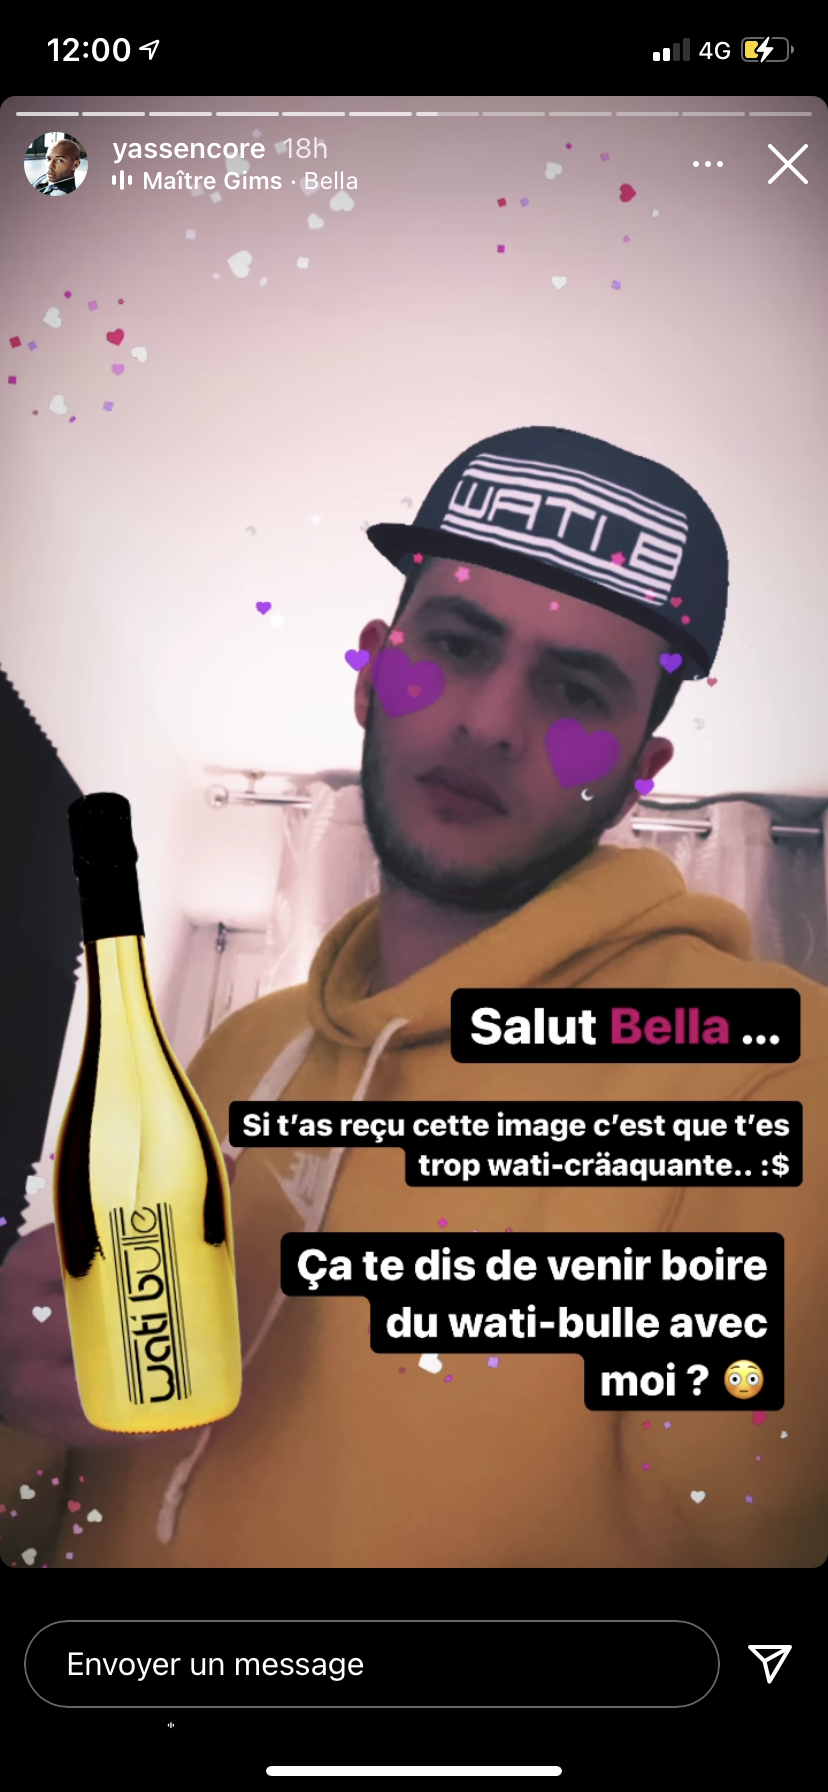 12:00
4G
yassencore 18h
Maître Gims · Bella
WATI B
Salut Bella ...
Si t’as reçu cette image c’est que t’es
trop wati-cräaquante.. :$
Ça te dis de venir boire
du wati-bulle avec
moi ? 😳
wati bulle
Envoyer un message